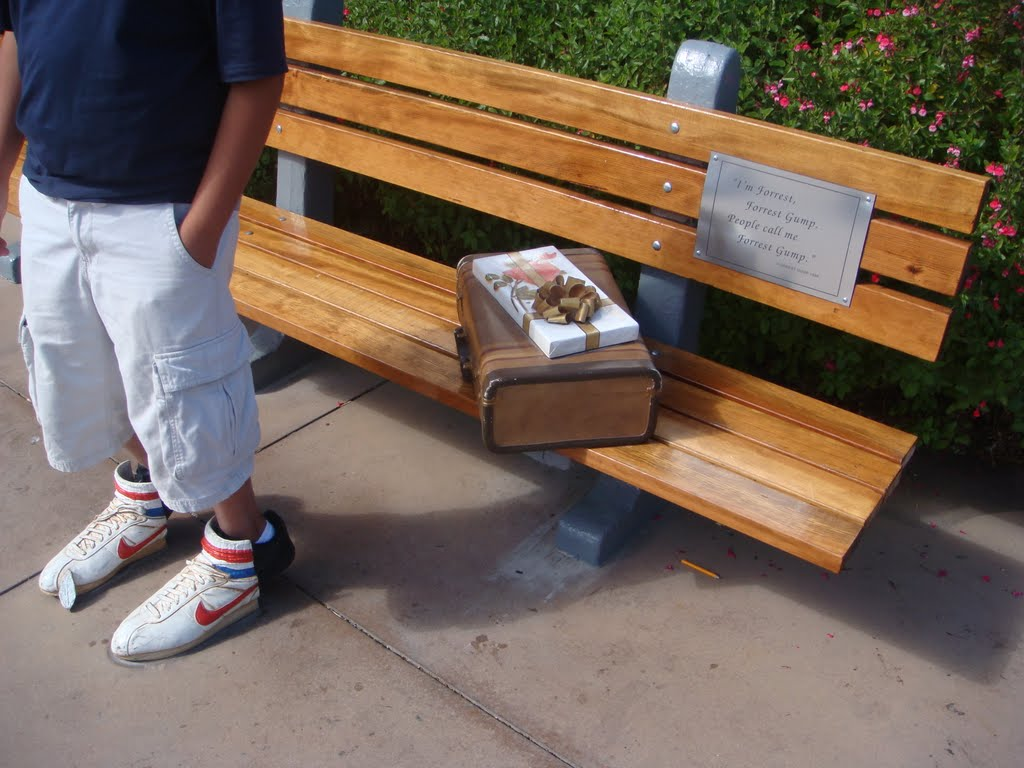 "I'm Forrest,
Forrest Gump.
People call me
Forrest Gump."